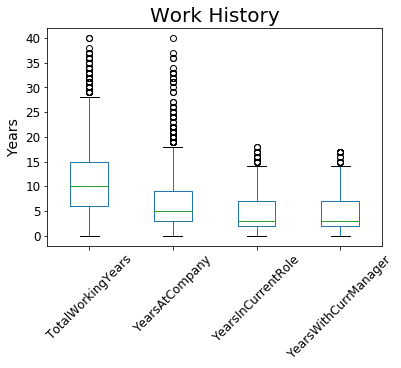 Work History
Years
40
35
30
25
20
15
10
5
0
TotalWorkingYears
YearsAtCompany
YearsInCurrentRole
YearsWithCurrManager